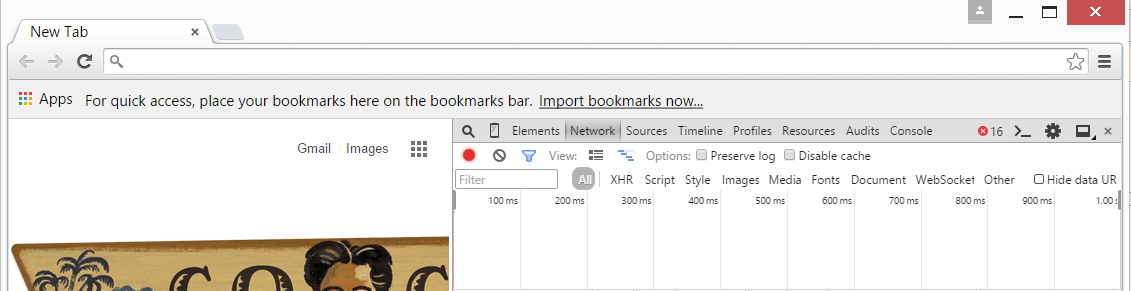 New Tab
Apps For quick access, place your bookmarks here on the bookmarks bar. Import bookmarks now...
Gmail Images
Elements Network Sources Timeline Profiles Resources Audits Console 16
View: Options: Preserve log Disable cache
Filter All XHR Script Style Images Media Fonts Document WebSocket Other Hide data UR
100 ms 200 ms 300 ms 400 ms 500 ms 600 ms 700 ms 800 ms 900 ms 1.00